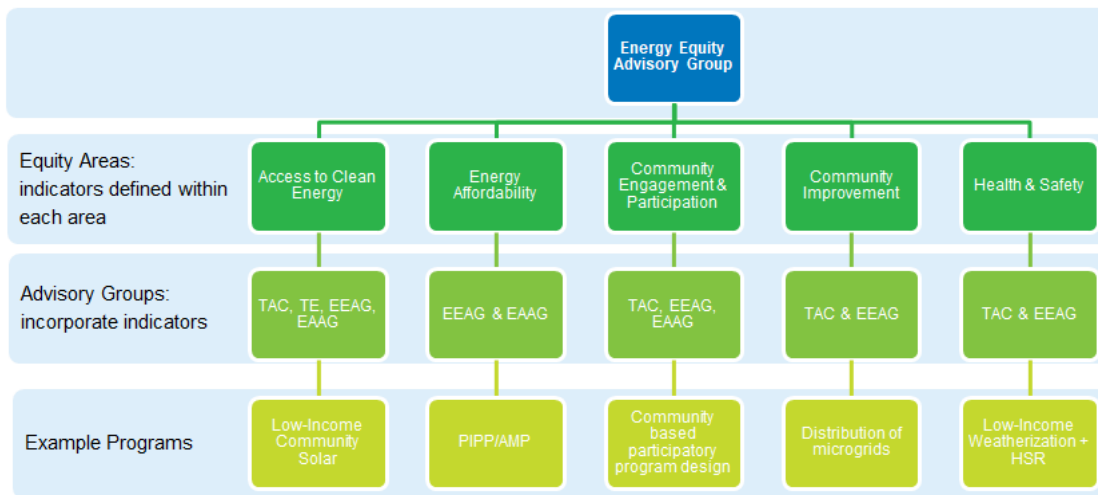 Energy Equity
Advisory Group
Equity Areas:
indicators defined within
each area
Access to Clean
Energy
Energy
Affordability
Community
Engagement &
Participation
Community
Improvement
Health & Safety
Advisory Groups:
incorporate indicators
TAC, TE, EEAG,
EAAG
EEAG & EAAG
TAC, EEAG,
EAAG
TAC & EEAG
TAC & EEAG
Example Programs
Low-Income
Community
Solar
PIPP/AMP
Community
based
participatory
program design
Distribution of
microgrids
Low-Income
Weatherization +
HSR